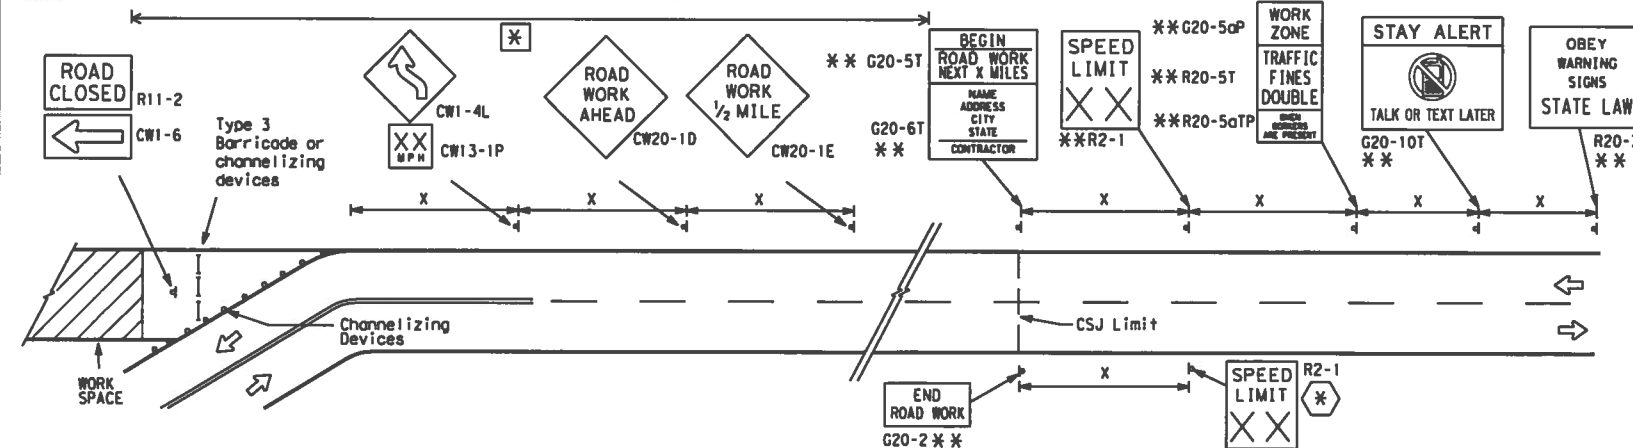 *
ROAD
CLOSED
R11-2
CW1-6
Type 3
Barricade or
channelizing
devices
CW1-4L
XX
MPH
CW13-1P
ROAD
WORK
AHEAD
CW20-1D
ROAD
WORK
1/2 MILE
CW20-1E
** G20-5T
BEGIN
ROAD WORK
NEXT X MILES
NAME
ADDRESS
CITY
STATE
CONTRACTOR
G20-6T
**
SPEED
LIMIT
XX
**R2-1
**G20-5aP
WORK
ZONE
**R20-5T
TRAFFIC
FINES
DOUBLE
**R20-5aTP
WHEN
WORKERS
ARE PRESENT
STAY ALERT
TALK OR TEXT LATER
G20-10T
**
OBEY
WARNING
SIGNS
STATE LAW
**
X
X
X
X
X
X
X
Channelizing
Devices
CSJ Limit
WORK
SPACE
X
END
ROAD WORK
G20-2 **
SPEED
LIMIT
XX
R2-1
*